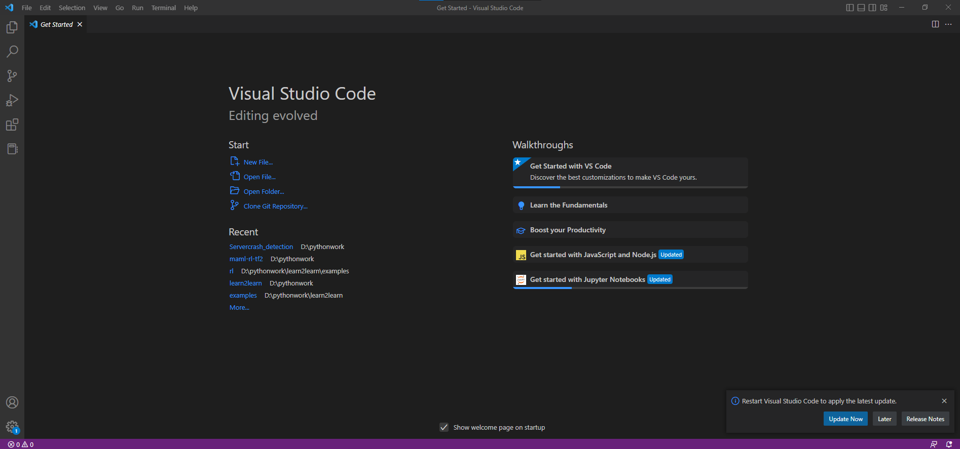 File Edit Selection View Go Run Terminal Help
Get Started - Visual Studio Code
Get Started
Visual Studio Code
Editing evolved
Start
New File...
Open File...
Open Folder...
Clone Git Repository...
Recent
Servercrash_detection D:\pythonwork
maml-rl-tf2 D:\pythonwork
rl D:\pythonwork\learn2learn\examples
learn2learn D:\pythonwork
examples D:\pythonwork\learn2learn
More...
Walkthroughs
Get Started with VS Code
Discover the best customizations to make VS Code yours.
Learn the Fundamentals
Boost your Productivity
JS Get started with JavaScript and Node.js Updated
Get started with Jupyter Notebooks Updated
Restart Visual Studio Code to apply the latest update.
Update Now Later Release Notes
Show welcome page on startup
1
0 0